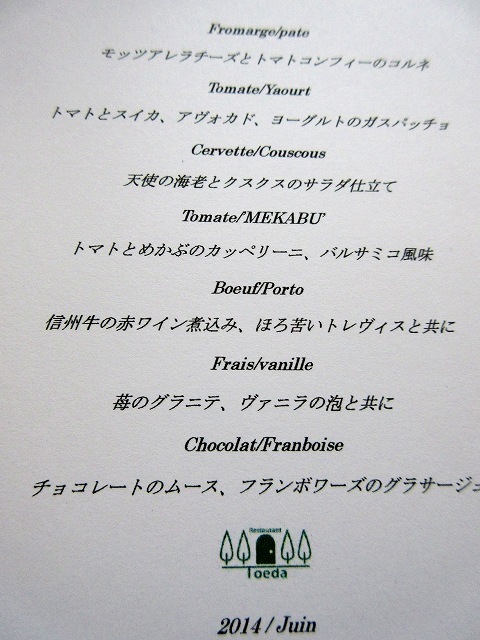 Fromarge/pate
モッツアレラチーズとトマトコンフィーのコルネ
Tomate/Yaourt
トマトとスイカ、アヴォカド、ヨーグルトのガスパッチョ
Cervette/Couscous
天使の海老とクスクスのサラダ仕立て
Tomate/'MEKABU'
トマトとめかぶのカッペリーニ、バルサミコ風味
Boeuf/Porto
信州牛の赤ワイン煮込み、ほろ苦いトレヴィスと共に
Frais/vanille
苺のグラニテ、ヴァニラの泡と共に
Chocolat/Franboise
チョコレートのムース、フランボワーズのグラサージュ
Restaurant
Toeda
2014/Juin